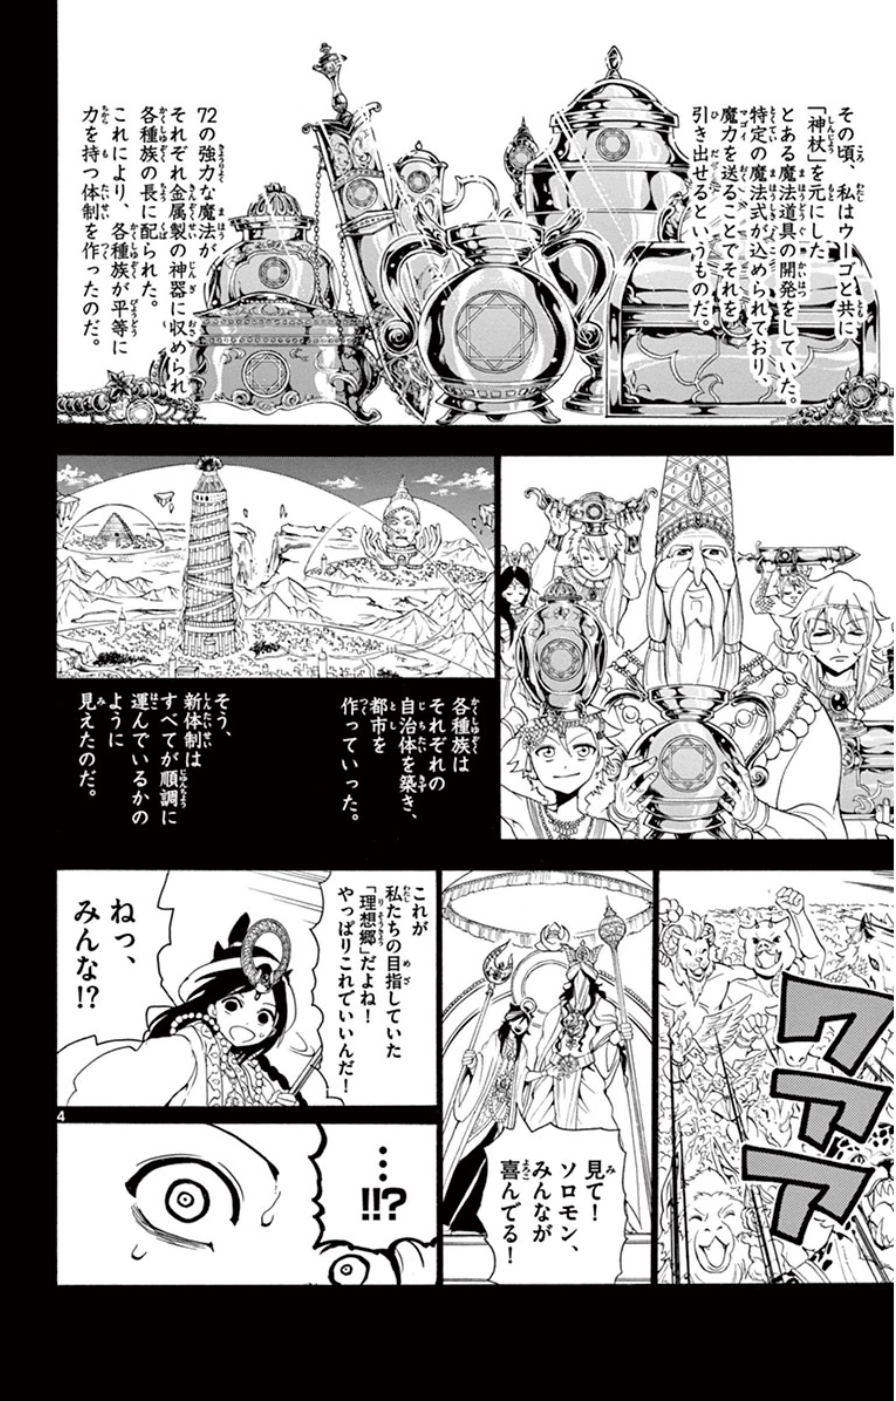 その頃、私はウーゴと共に
「神杖」を元にした
とある魔法道具の開発をしていた。
特定の魔法式が込められており、
魔力を送ることでそれを
引き出せるというものだ。
72の強力な魔法が
それぞれ金属製の神器に収められ
各種族の長に配られた。
これにより、各種族が平等に
力を持つ体制を作ったのだ。
各種族は
それぞれの
自治体を築き、
都市を
作っていった。
そう、
新体制は
すべてが順調に
運んでいるかの
ように
見えたのだ。
ワアアア
見て!
ソロモン、
みんなが
喜んでる!
これが
私たちの目指していた
「理想郷」だよね!
やっぱりこれでいいんだ!
ねっ、
みんな!?
…!!?
4